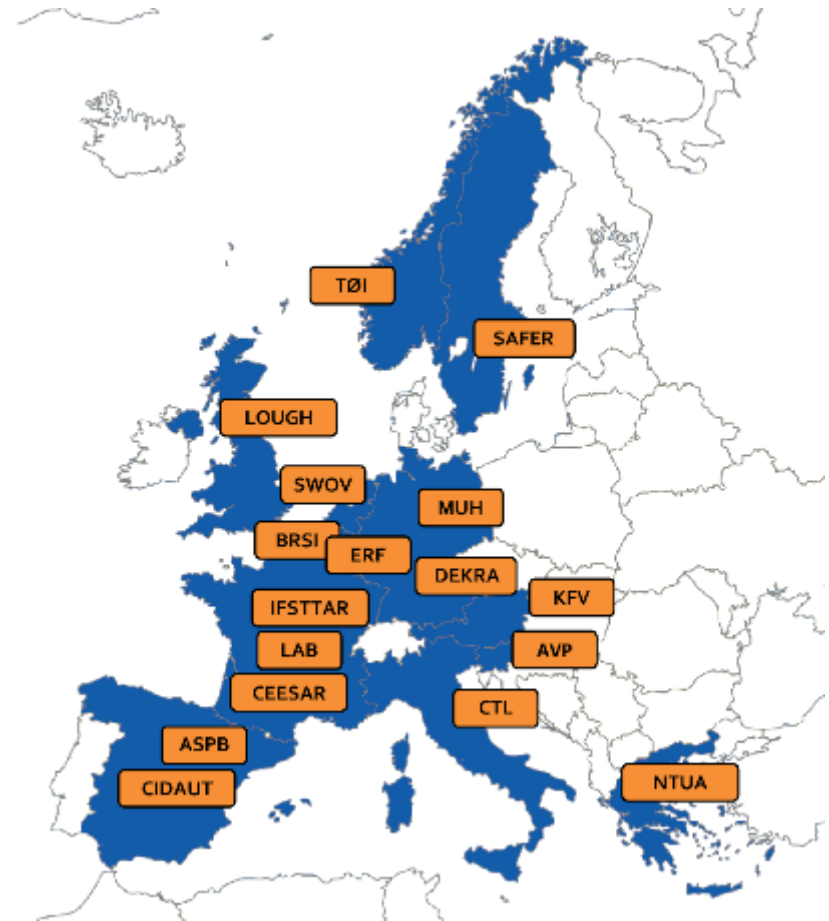 TØI
SAFER
LOUGH
SWOV
MUH
BRSI
ERF
DEKRA
KFV
IFSTTAR
LAB
AVP
CEESAR
CTL
ASPB
NTUA
CIDAUT